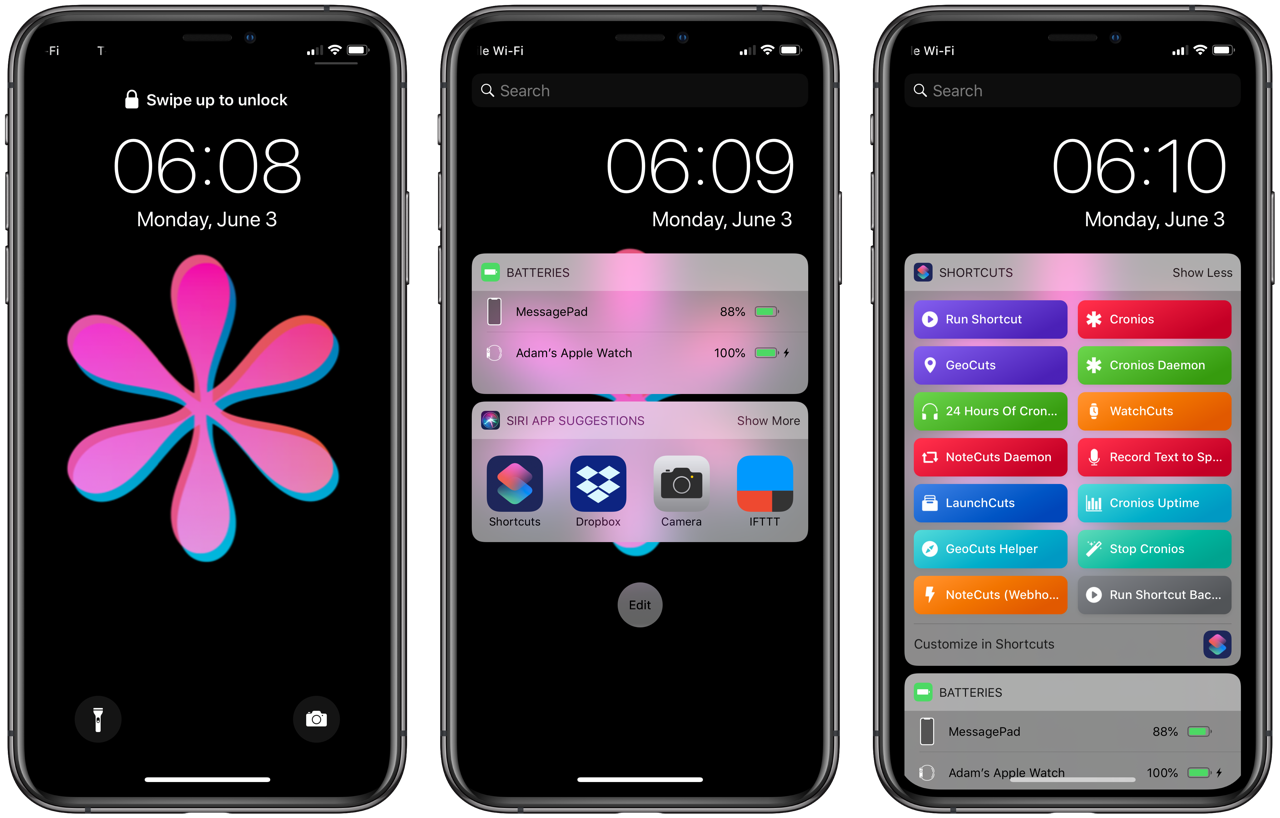 -Fi T
Swipe up to unlock
06:08
Monday, June 3
le Wi-Fi
Search
06:09
Monday, June 3
BATTERIES
MessagePad 88%
Adam's Apple Watch 100%
SIRI APP SUGGESTIONS Show More
Shortcuts Dropbox Camera IFTTT
Edit
le Wi-Fi
Search
06:10
Monday, June 3
SHORTCUTS Show Less
Run Shortcut Cronios
GeoCuts Cronios Daemon
24 Hours Of Cron... WatchCuts
NoteCuts Daemon Record Text to Sp...
LaunchCuts Cronios Uptime
GeoCuts Helper Stop Cronios
NoteCuts (Webho... Run Shortcut Bac...
Customize in Shortcuts
BATTERIES
MessagePad 88%
Adam's Apple Watch 100%